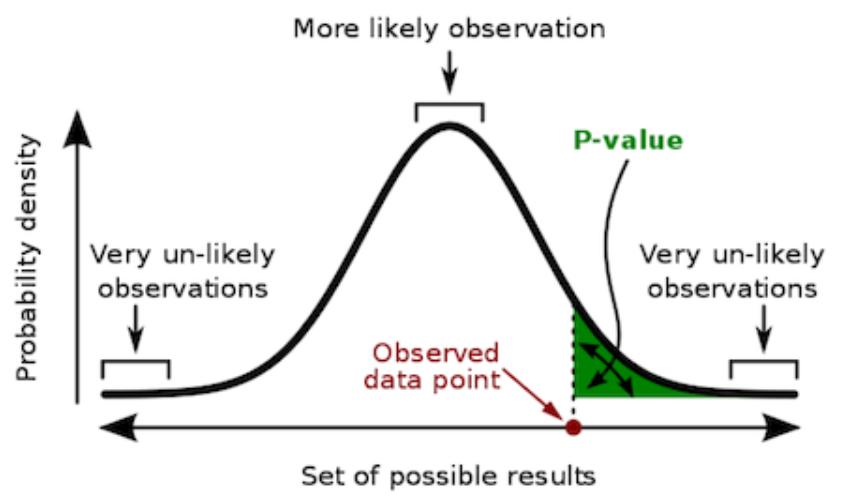 More likely observation
P-value
Probability density
Very un-likely
observations
Very un-likely
observations
Observed
data point
Set of possible results